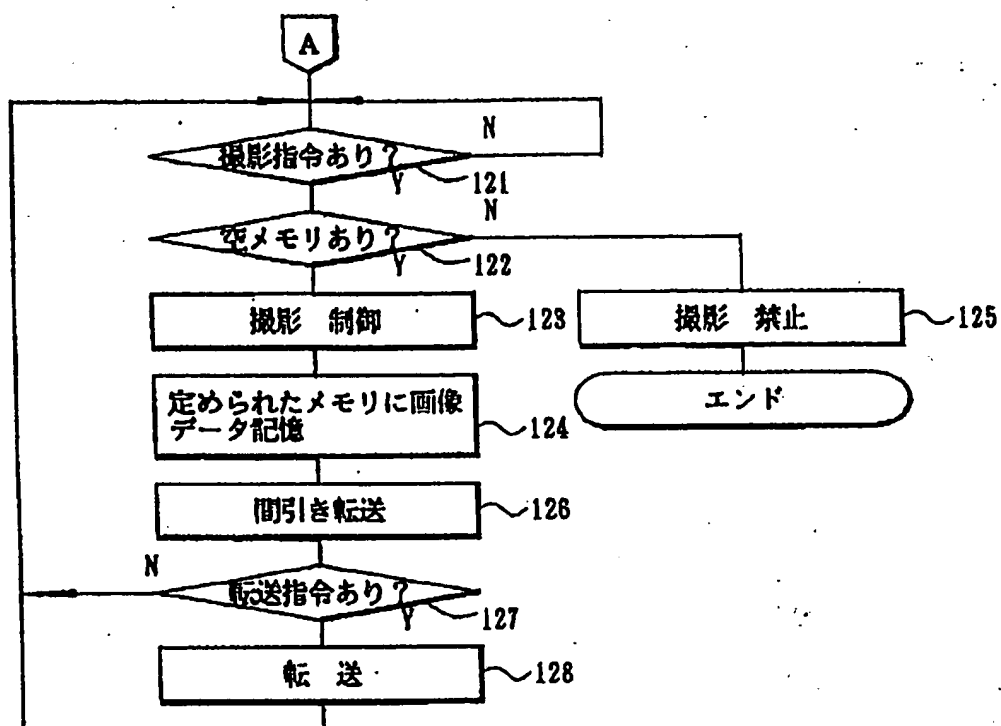 A
N
撮影指令あり?
Y
121
N
空メモリあり?
Y
122
撮影 制御
123
撮影 禁止
125
定められたメモリに画像
データ記憶
124
エンド
間引き転送
126
N
転送指令あり?
Y
127
転 送
128